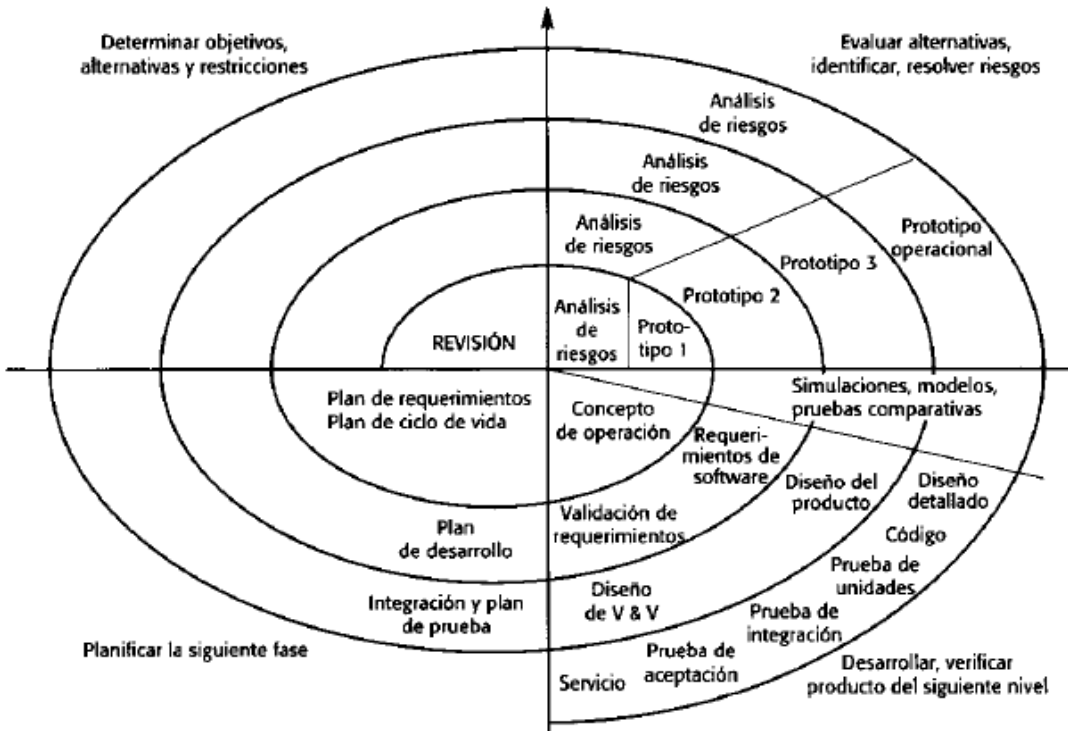 Determinar objetivos,
alternativas y restricciones
Evaluar alternativas,
identificar, resolver riesgos
Análisis
de riesgos
Análisis
de riesgos
Análisis
de riesgos
Análisis
de
riesgos
Proto-
tipo 1
Prototipo 2
Prototipo 3
Prototipo
operacional
REVISIÓN
Plan de requerimientos
Plan de ciclo de vida
Concepto
de operación
Simulaciones, modelos,
pruebas comparativas
Requeri-
mientos de
software
Diseño del
producto
Diseño
detallado
Código
Prueba de
unidades
Plan
de desarrollo
Validación de
requerimientos
Integración y plan
de prueba
Diseño
de V & V
Prueba de
integración
Prueba de
aceptación
Servicio
Planificar la siguiente fase
Desarrollar, verificar
producto del siguiente nivel